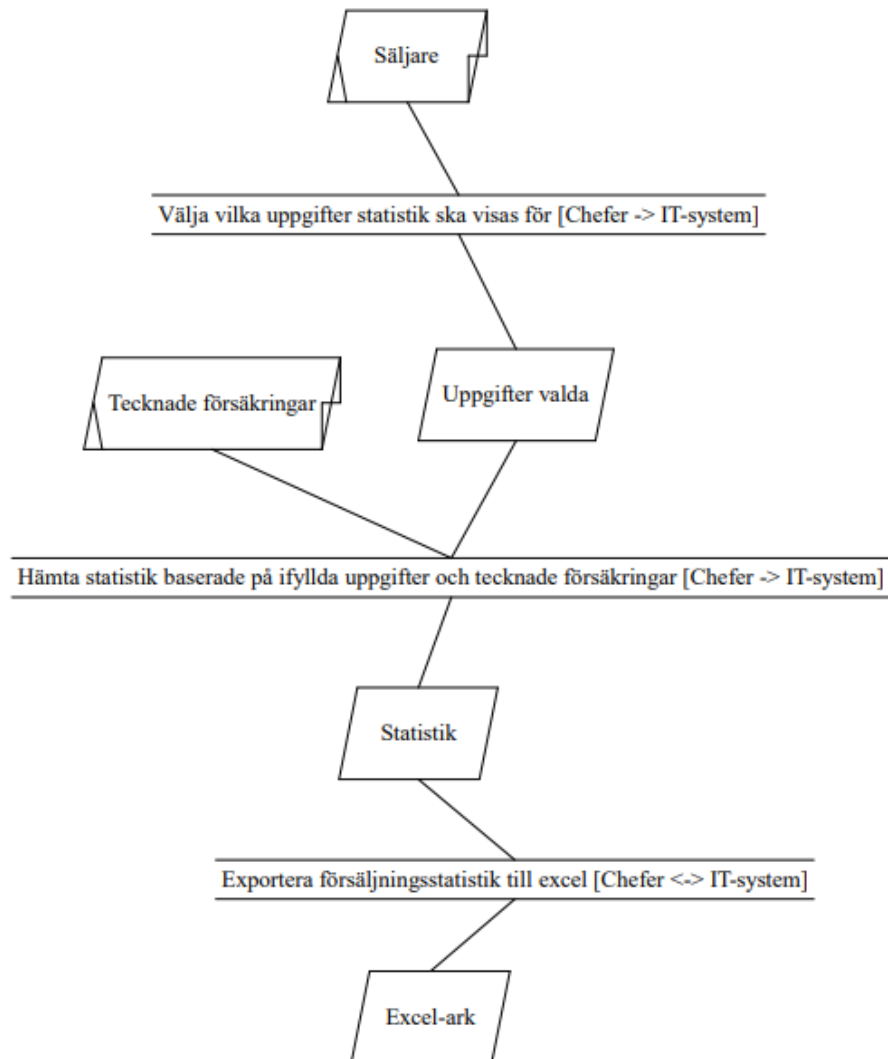 Säljare
Välja vilka uppgifter statistik ska visas för [Chefer -> IT-system]
Tecknade försäkringar
Uppgifter valda
Hämta statistik baserade på ifyllda uppgifter och tecknade försäkringar [Chefer -> IT-system]
Statistik
Exportera försäljningsstatistik till excel [Chefer <-> IT-system]
Excel-ark